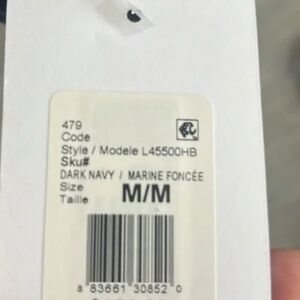 479
Code
Style / Modele L45500HB
Sku#
DARK NAVY / MARINE FONCÉE
Size
Taille M/M
8 83661 30852 0